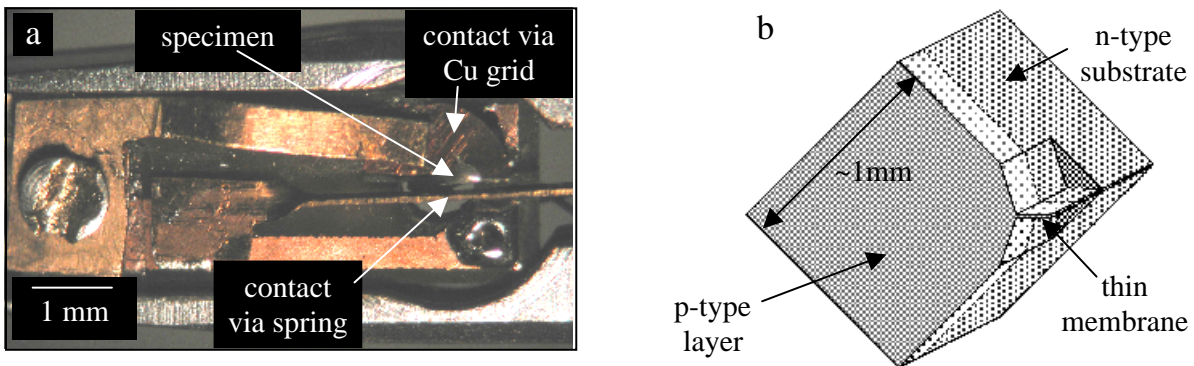 a
specimen
contact via
Cu grid
contact
via spring
1 mm
b
n-type
substrate
~1mm
p-type
layer
thin
membrane